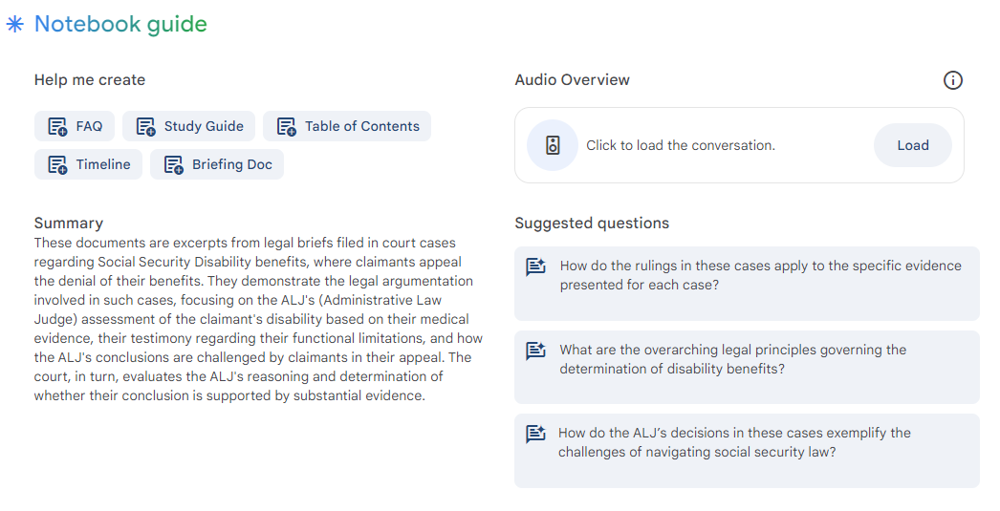 Notebook guide
Help me create
FAQ
Study Guide
Table of Contents
Timeline
Briefing Doc
Summary
These documents are excerpts from legal briefs filed in court cases
regarding Social Security Disability benefits, where claimants appeal
the denial of their benefits. They demonstrate the legal argumentation
involved in such cases, focusing on the ALJ's (Administrative Law
Judge) assessment of the claimant's disability based on their medical
evidence, their testimony regarding their functional limitations, and how
the ALJ's conclusions are challenged by claimants in their appeal. The
court, in turn, evaluates the ALJ's reasoning and determination of
whether their conclusion is supported by substantial evidence.
Audio Overview
Click to load the conversation.
Load
Suggested questions
How do the rulings in these cases apply to the specific evidence
presented for each case?
What are the overarching legal principles governing the
determination of disability benefits?
How do the ALJ’s decisions in these cases exemplify the
challenges of navigating social security law?